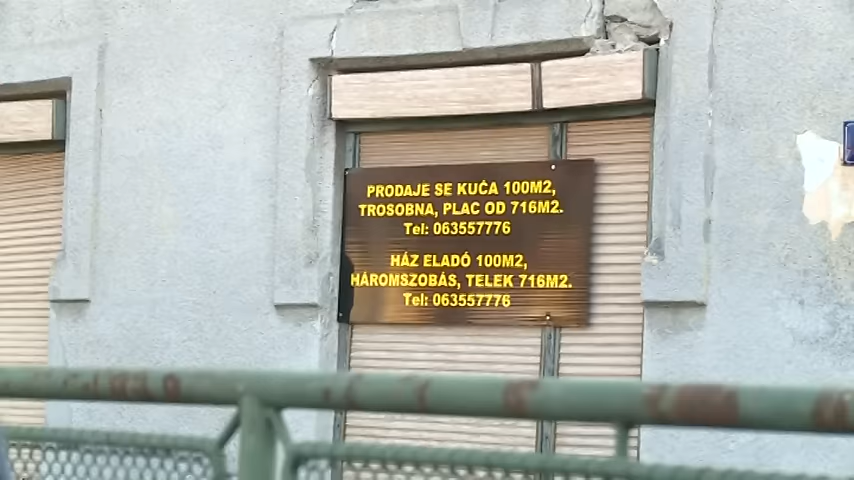 PRODAJE SE KUĆA 100M2,
TROSOBNA, PLAC OD 716M2.
Tel: 063557776
HÁZ ELADÓ 100M2,
HÁROMSZOBÁS, TELEK 716M2.
Tel: 063557776